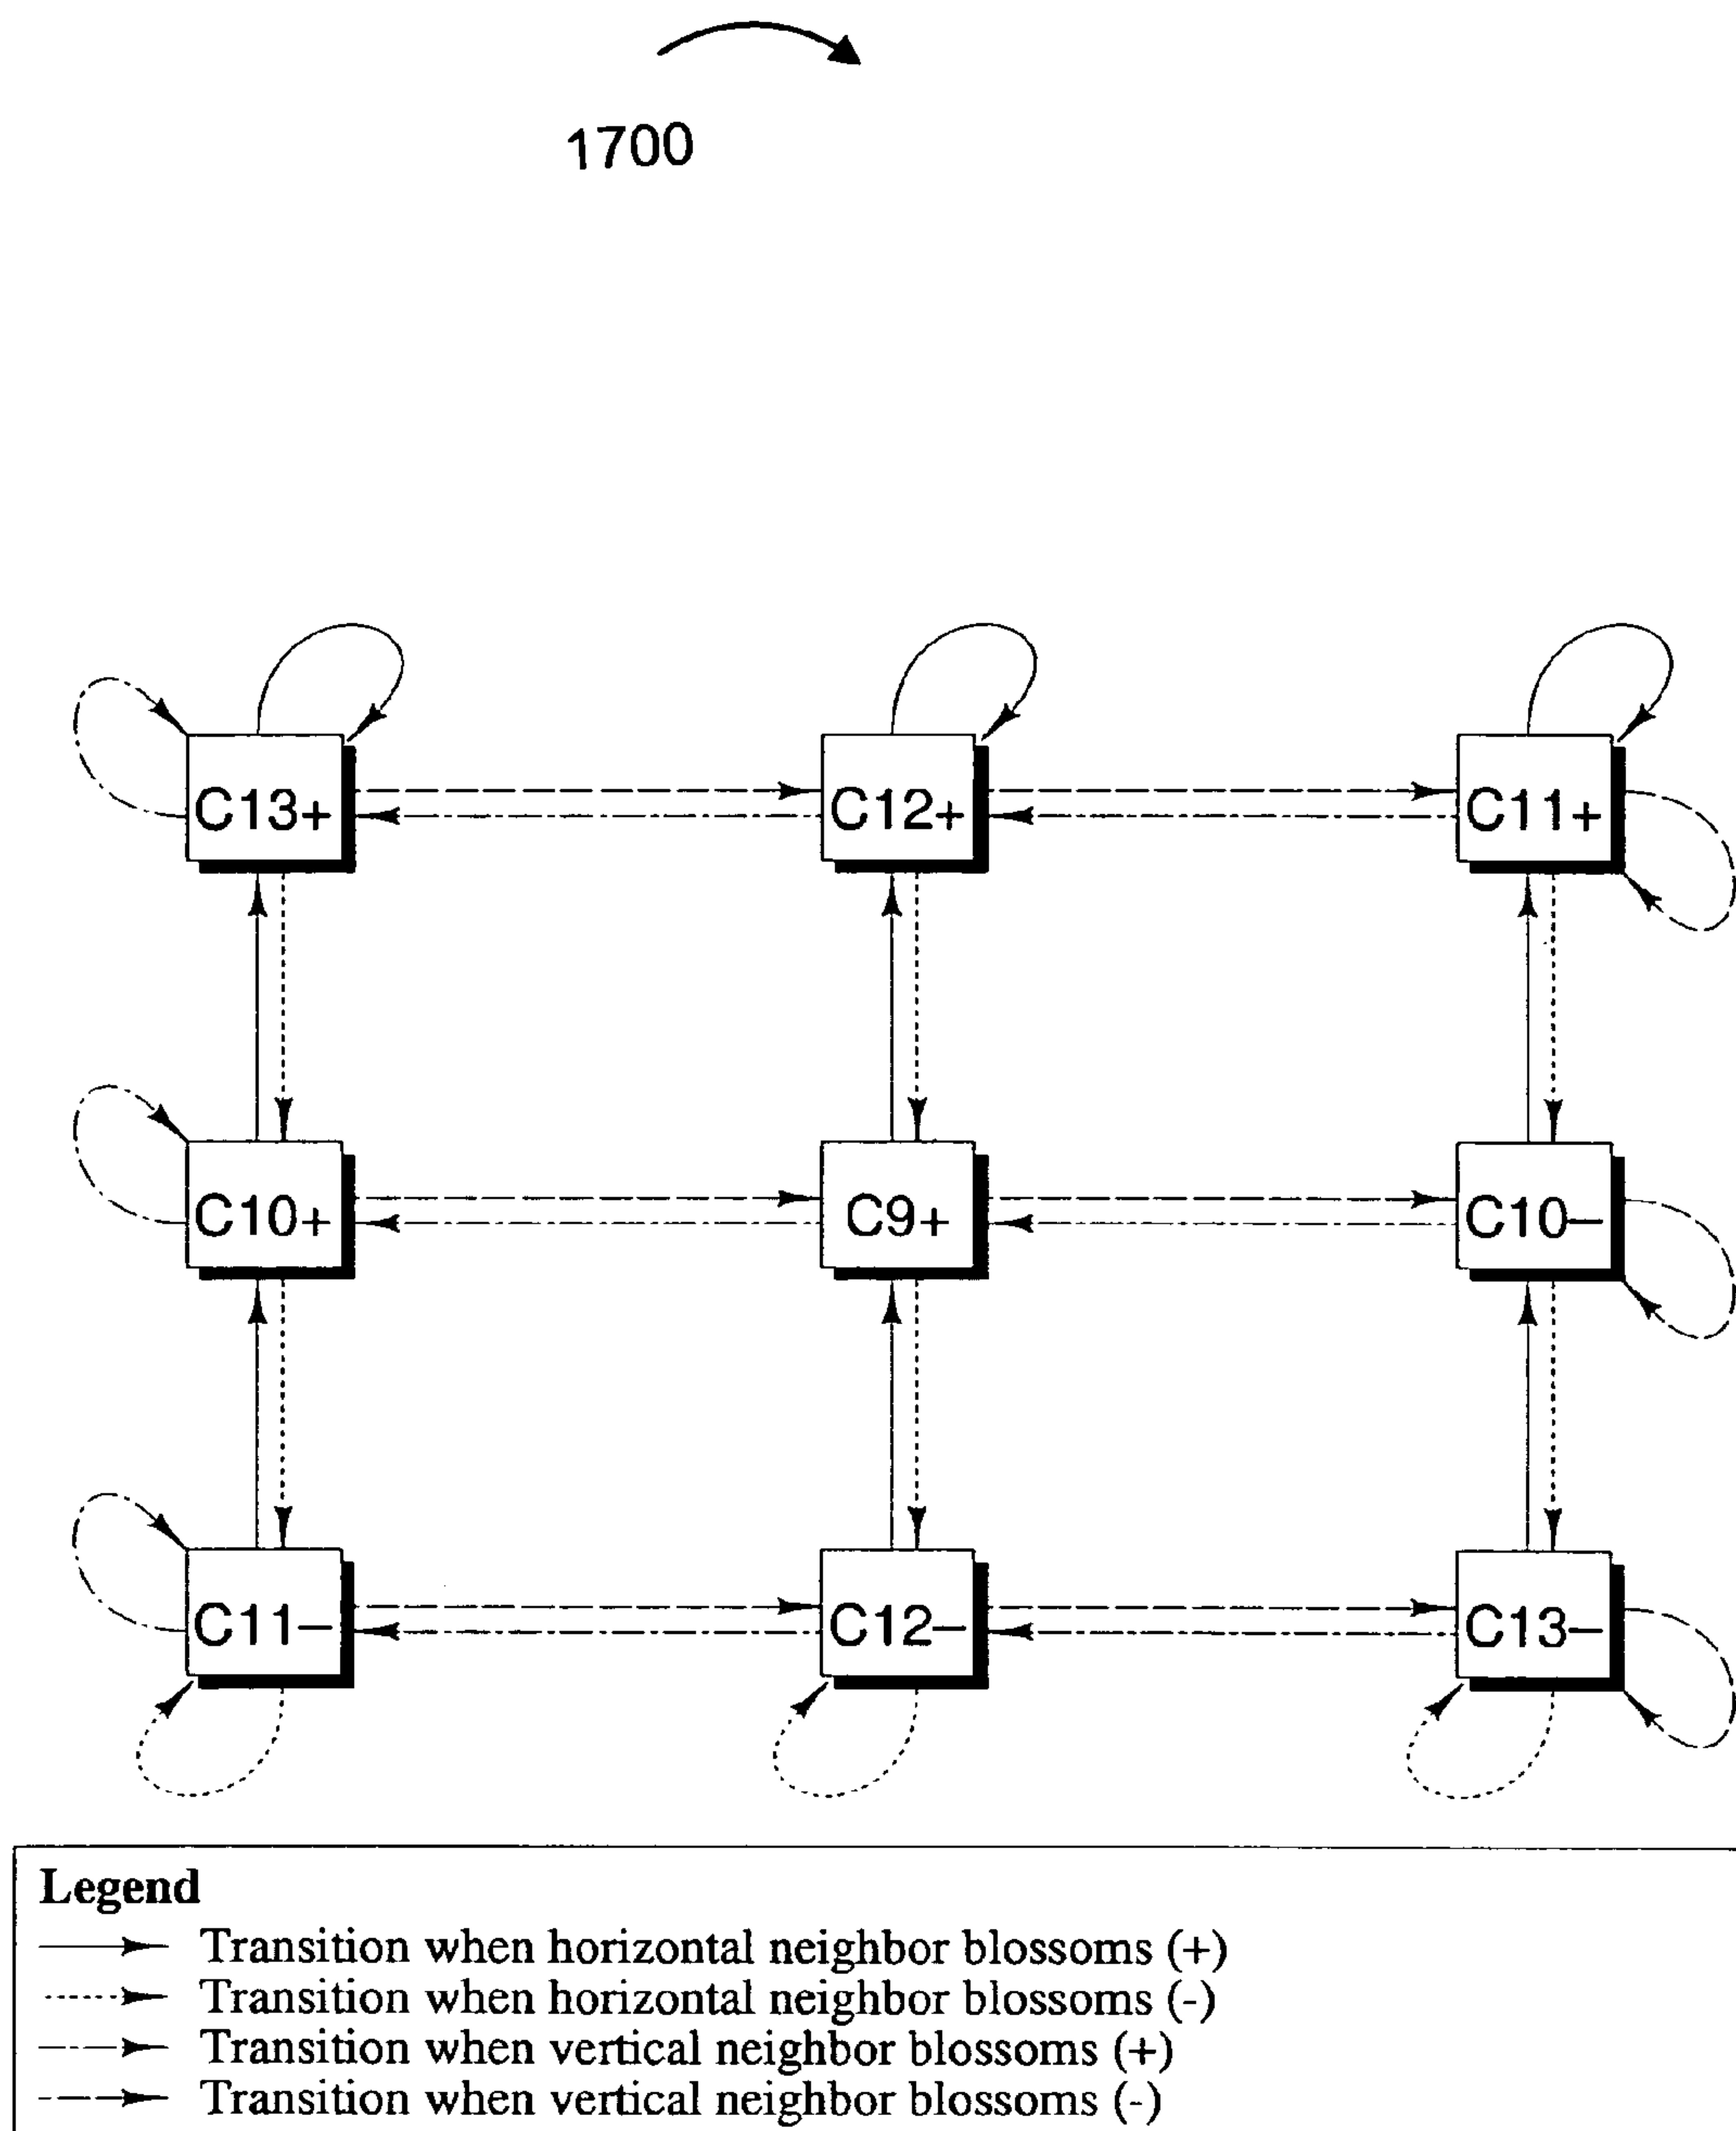 1700
C13+ C12+ C11+
C10+ C9+ C10–
C11– C12– C13–
Legend
Transition when horizontal neighbor blossoms (+)
Transition when horizontal neighbor blossoms (-)
Transition when vertical neighbor blossoms (+)
Transition when vertical neighbor blossoms (-)